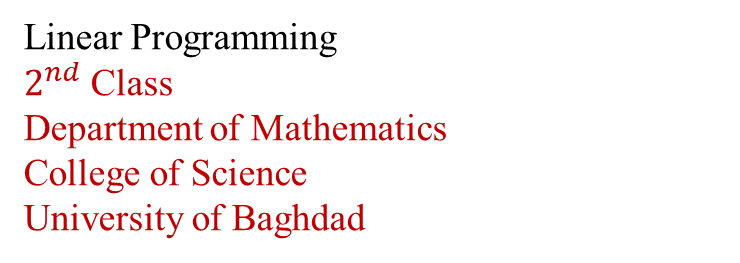 Linear Programming
2nd Class
Department of Mathematics
College of Science
University of Baghdad